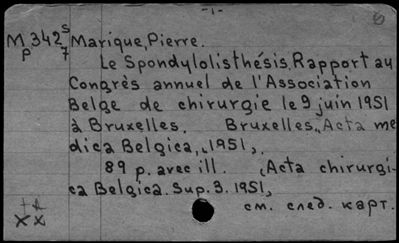 -1-
M 342 s/7 Marique, Pierre.
p
Le Spondylolisthésis. Rapport au
Congrès annuel de l'Association
Belge de chirurgie le 9 juin 1951
à Bruxelles. Bruxelles, „Acta me
dica Belgica," 1951,
89 p. avec ill. (Acta chirurgi-
ca Belgica. Sup. 3. 1951,
см. след. карт.